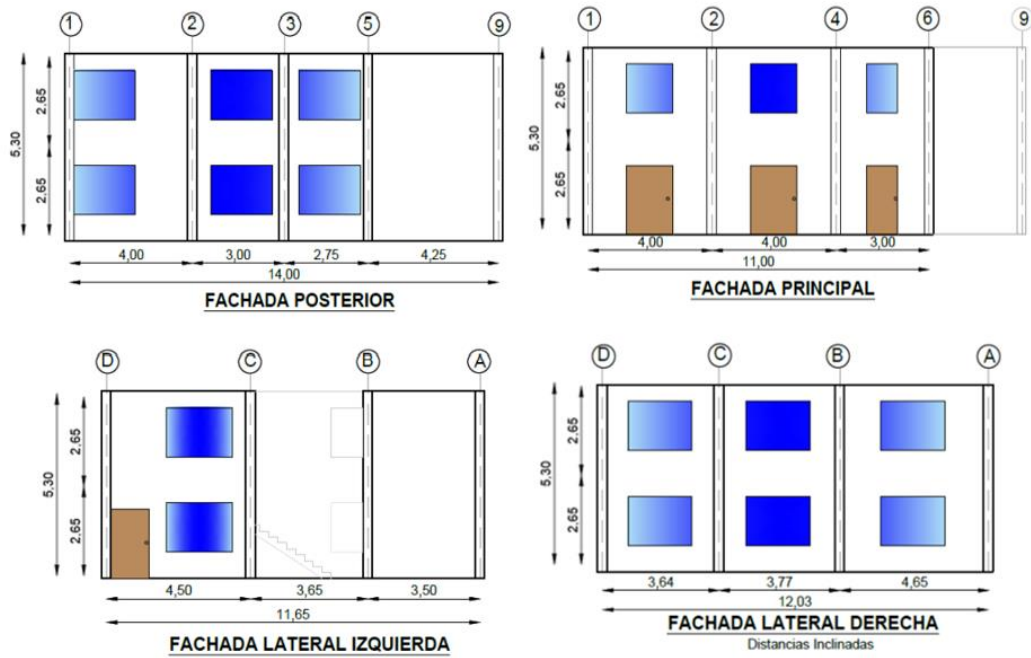 1 2 3 5 9
2.65
5.30
2.65
4,00 3,00 2,75 4,25
14,00
FACHADA POSTERIOR
1 2 4 6 9
2.65
5.30
2.65
4,00 4,00 3,00
11,00
FACHADA PRINCIPAL
D C B A
2,65
5,30
2,65
4,50 3,65 3,50
11,65
FACHADA LATERAL IZQUIERDA
D C B A
2,65
5,30
2,65
3,64 3,77 4,65
12,03
FACHADA LATERAL DERECHA
Distancias Inclinadas